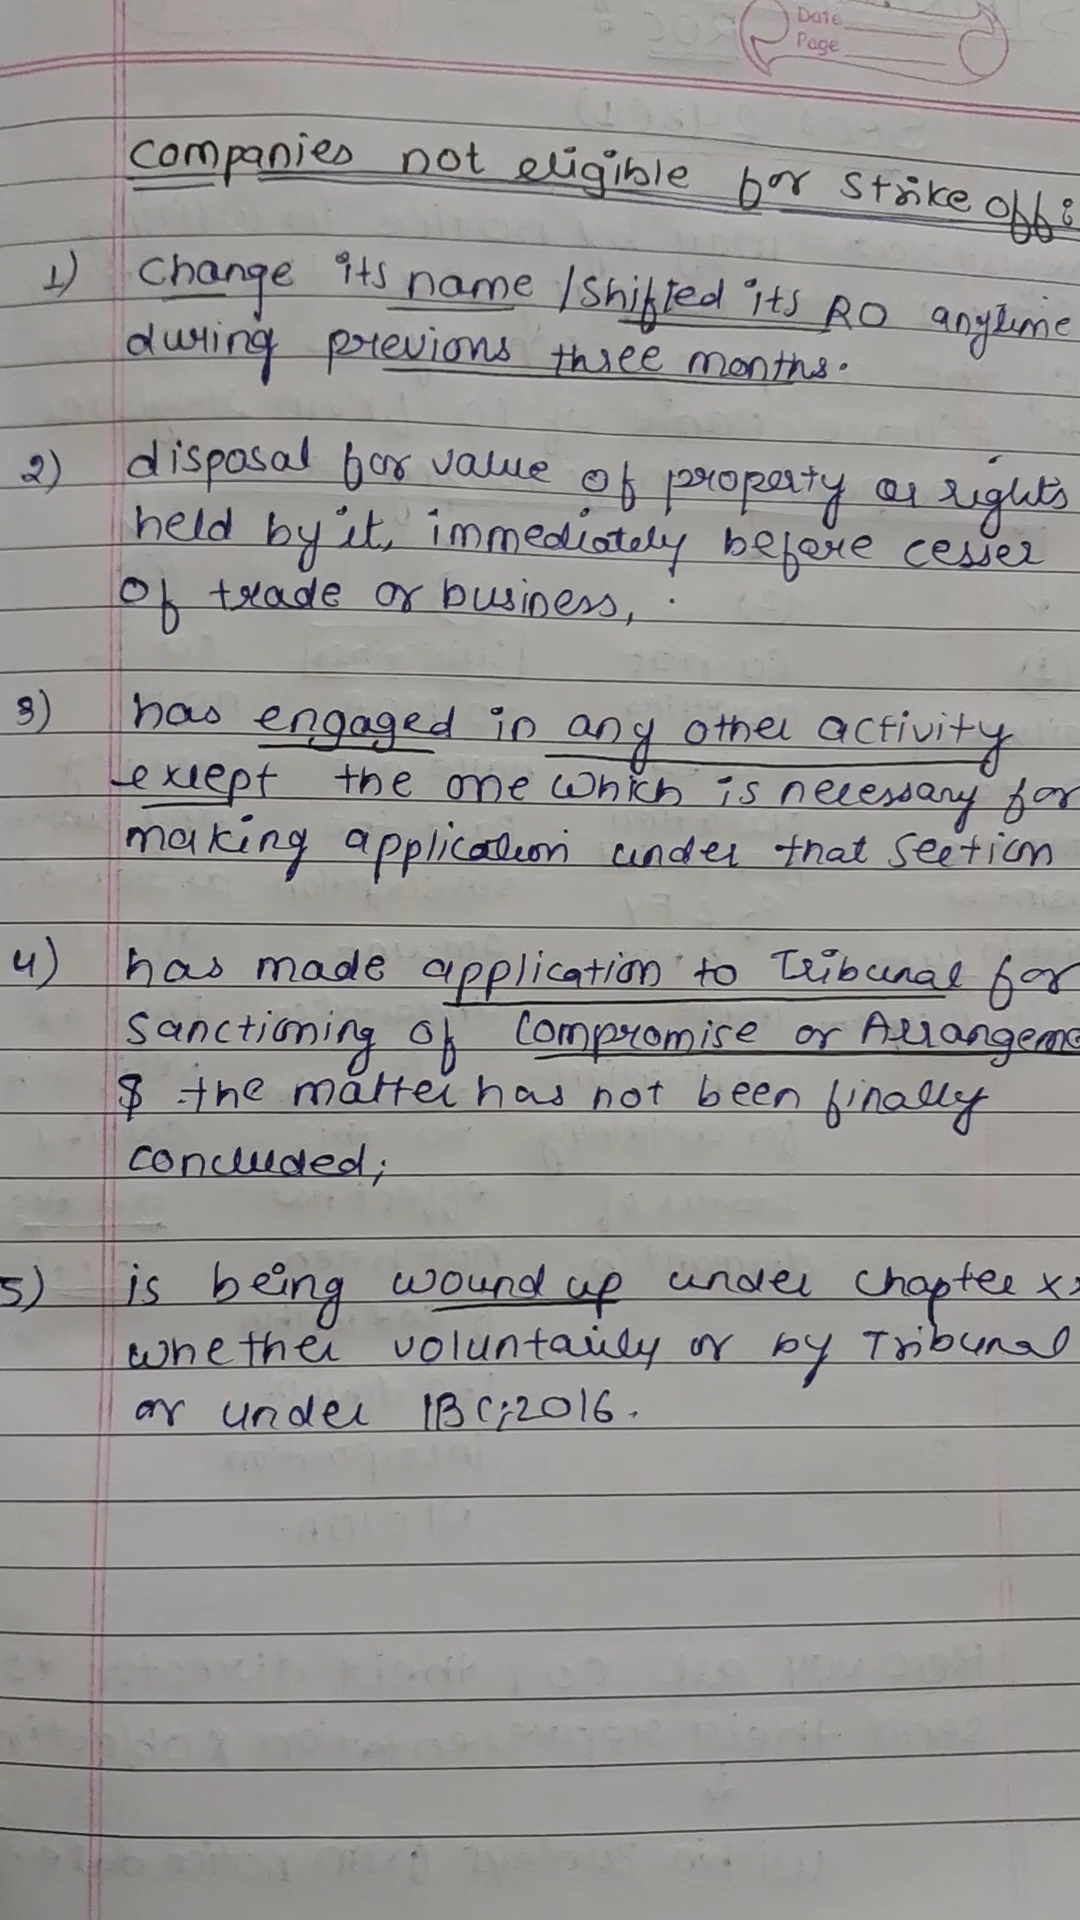 Date
Page
companies not eligible for strike off:
1) change its name / shifted its RO anytime
during previous three months.
2) disposal for value of property or rights
held by it, immediately before cesser
of trade or business,
3) has engaged in any other activity
except the one which is necessary for
making application under that section
4) has made application to Tribunal for
sanctioning of compromise or Arrangeme
& the matter has not been finally
concluded;
5) is being wound up under chapter
whether voluntarily or by Tribunal
or under IBC, 2016.